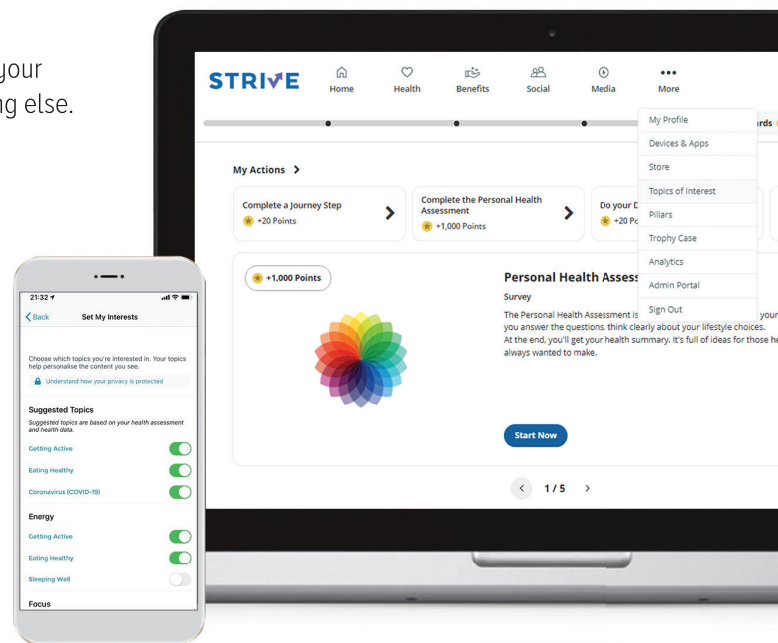 your
ng else.
STRIVE
Home
Health
Benefits
Social
Media
More
My Profile
Devices & Apps
Store
Topics of Interest
Pillars
Trophy Case
Analytics
Admin Portal
Sign Out
rds
My Actions
Complete a Journey Step
+20 Points
Complete the Personal Health
Assessment
+1,000 Points
Do your D
+20 Po
+1,000 Points
Personal Health Assess
Survey
The Personal Health Assessment is your
you answer the questions. think clearly about your lifestyle choices.
At the end, you'll get your health summary. It's full of ideas for those he
always wanted to make.
Start Now
1 / 5
21:32
Back
Set My Interests
Choose which topics you're interested in. Your topics
help personalise the content you see.
Understand how your privacy is protected
Suggested Topics
Suggested topics are based on your health assessment
and health data.
Getting Active
Eating Healthy
Coronavirus (COVID-19)
Energy
Getting Active
Eating Healthy
Sleeping Well
Focus